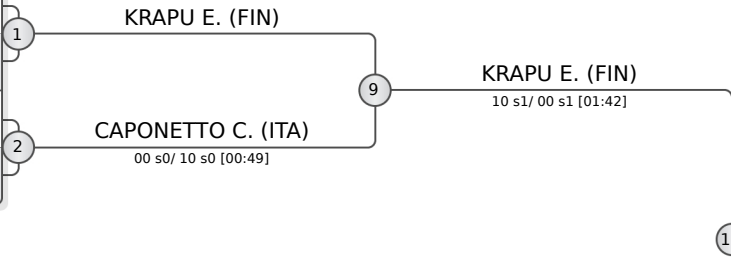 KRAPU E. (FIN)
1
9
KRAPU E. (FIN)
10 s1/ 00 s1 [01:42]
CAPONETTO C. (ITA)
2
00 s0/ 10 s0 [00:49]